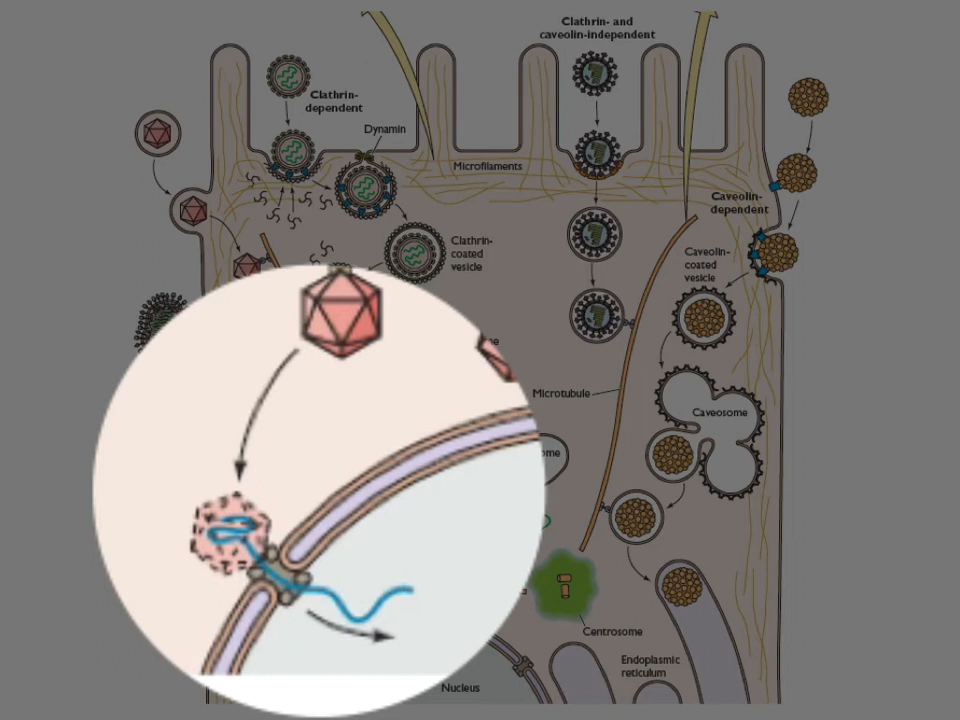 Clathrin- and
caveolin-independent
Clathrin-
dependent
Dynamin
Microfilaments
Caveolin-
dependent
Clathrin-
coated
vesicle
Caveolin-
coated
vesicle
Microtubule
Caveosome
Centrosome
Endoplasmic
reticulum
Nucleus